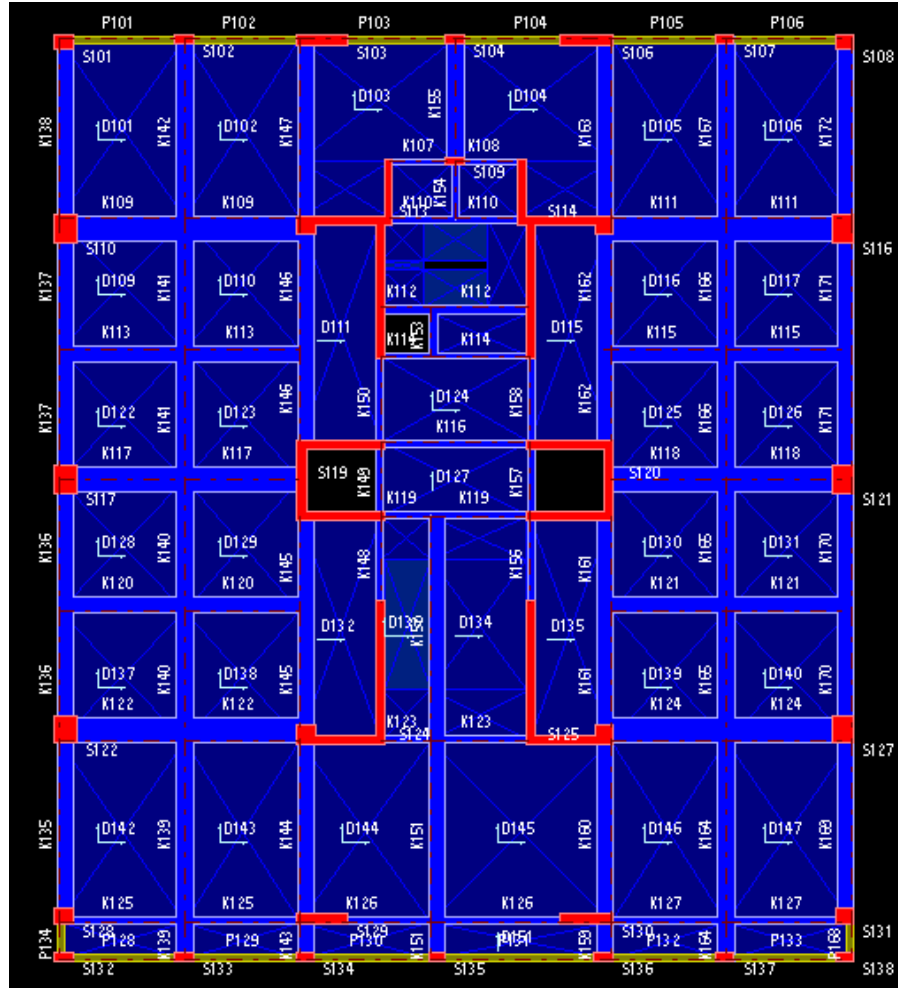 P101 P102 P103 P104 P105 P106
S101 S102 S103 S104 S106 S107 S108
K138 D101 K142 D102 K147 D103 K155 D104 K163 D105 K167 D106 K172
K107 K108
S109
K109 K109 K110 K154 K110 K111 K111
S113 S114
S110 S116
K137 D109 K141 D110 K146 K112 K112 K162 D116 K166 D117 K171
K113 K113 D111 K114 K153 K114 D115 K115 K115
K137 D122 K141 D123 K146 K150 D124 K158 K162 D125 K166 D126 K171
K117 K117 K116 K118 K118
S119 K149 D127 K157 S120
S117 K119 K119 S121
K136 D128 K140 D129 K145 K148 K156 K161 D130 K165 D131 K170
K120 K120 K121 K121
D132 D134 D135
K136 D137 K140 D138 K145 K161 D139 K165 D140 K170
K122 K122 K123 K123 K124 K124
S124 S125
S122 S127
K135 D142 K139 D143 K144 D144 K151 D145 K160 D146 K164 D147 K169
K125 K125 K126 K126 K127 K127
S128 S129 S130 S131
P134 P128 K139 P129 K143 P130 K151 D151 K159 P132 K164 P133 P168
S132 S133 S134 S135 S136 S137 S138